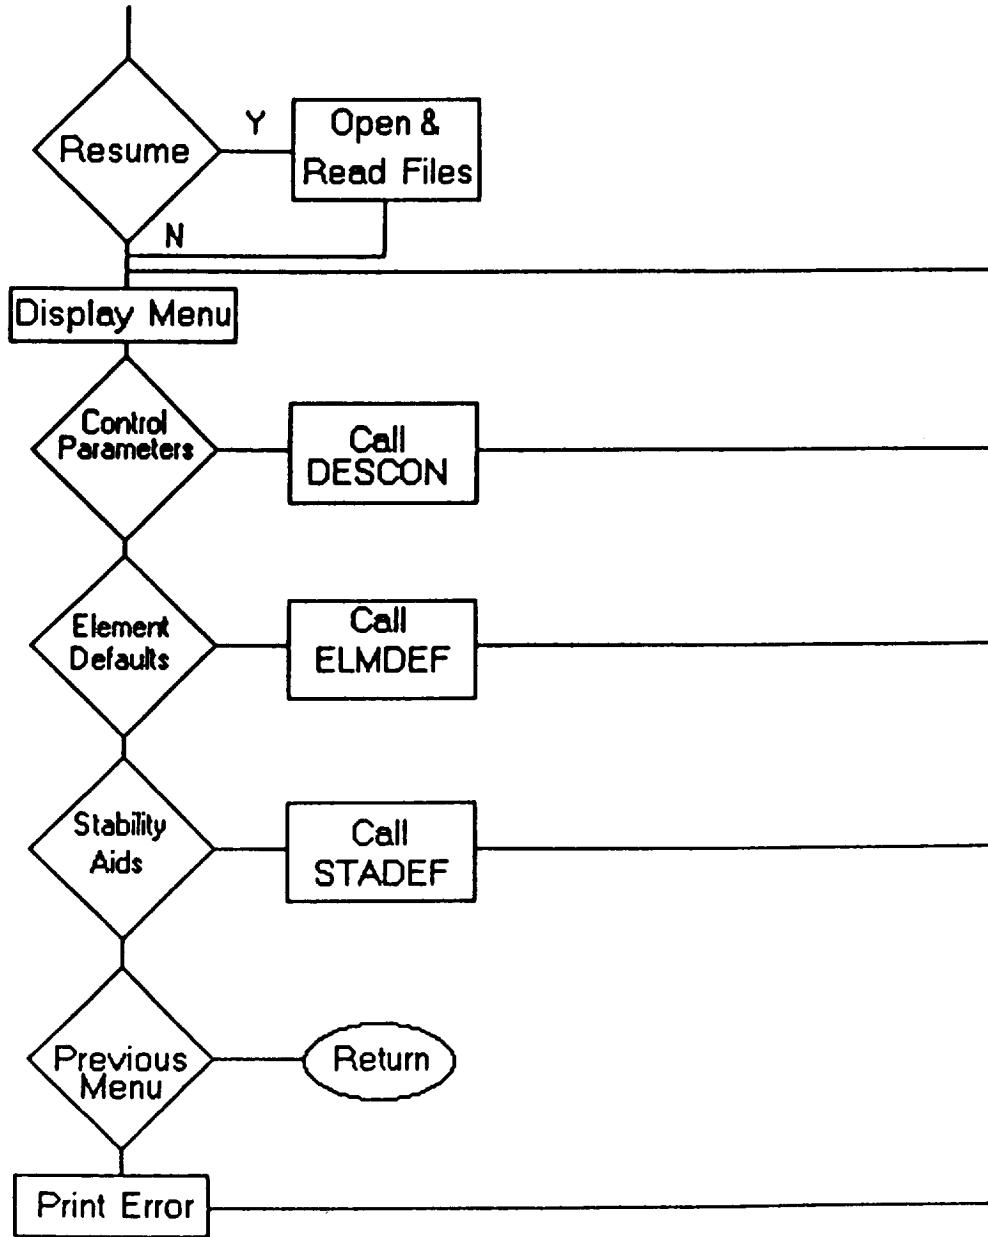 Resume
Y
Open &
Read Files
N
Display Menu
Control
Parameters
Call
DESCON
Element
Defaults
Call
ELMDEF
Stability
Aids
Call
STADEF
Previous
Menu
Return
Print Error